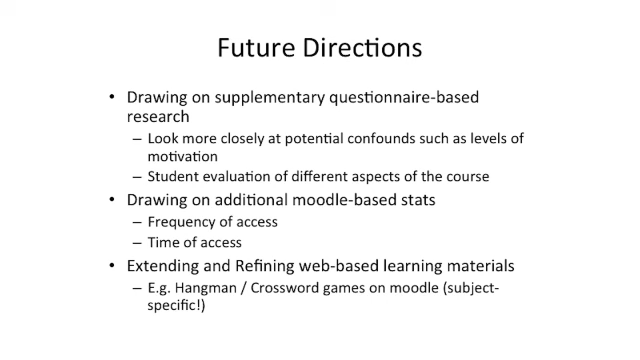 Future Directions
• Drawing on supplementary questionnaire-based
research
– Look more closely at potential confounds such as levels of
motivation
– Student evaluation of different aspects of the course
• Drawing on additional moodle-based stats
– Frequency of access
– Time of access
• Extending and Refining web-based learning materials
– E.g. Hangman / Crossword games on moodle (subject-
specific!)